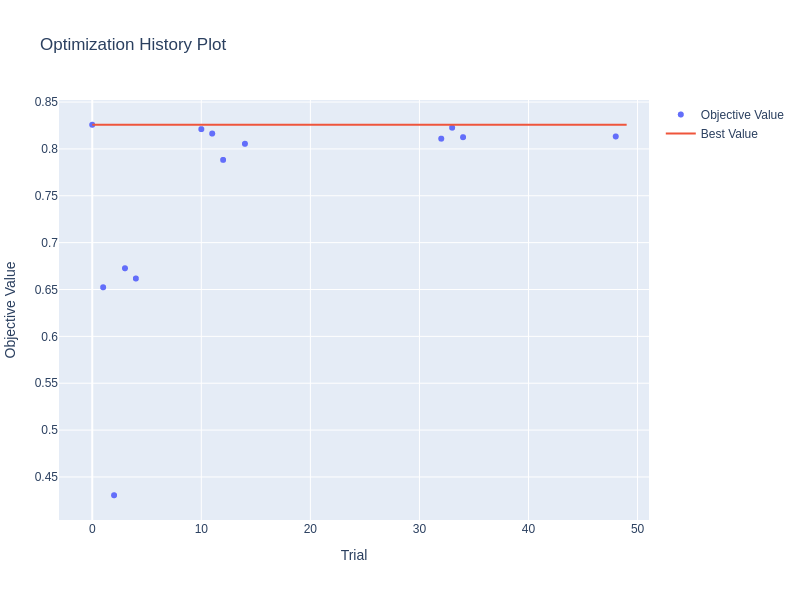 Optimization History Plot
Objective Value
Best Value
0.85
0.8
0.75
0.7
0.65
0.6
0.55
0.5
0.45
Objective Value
0 10 20 30 40 50
Trial